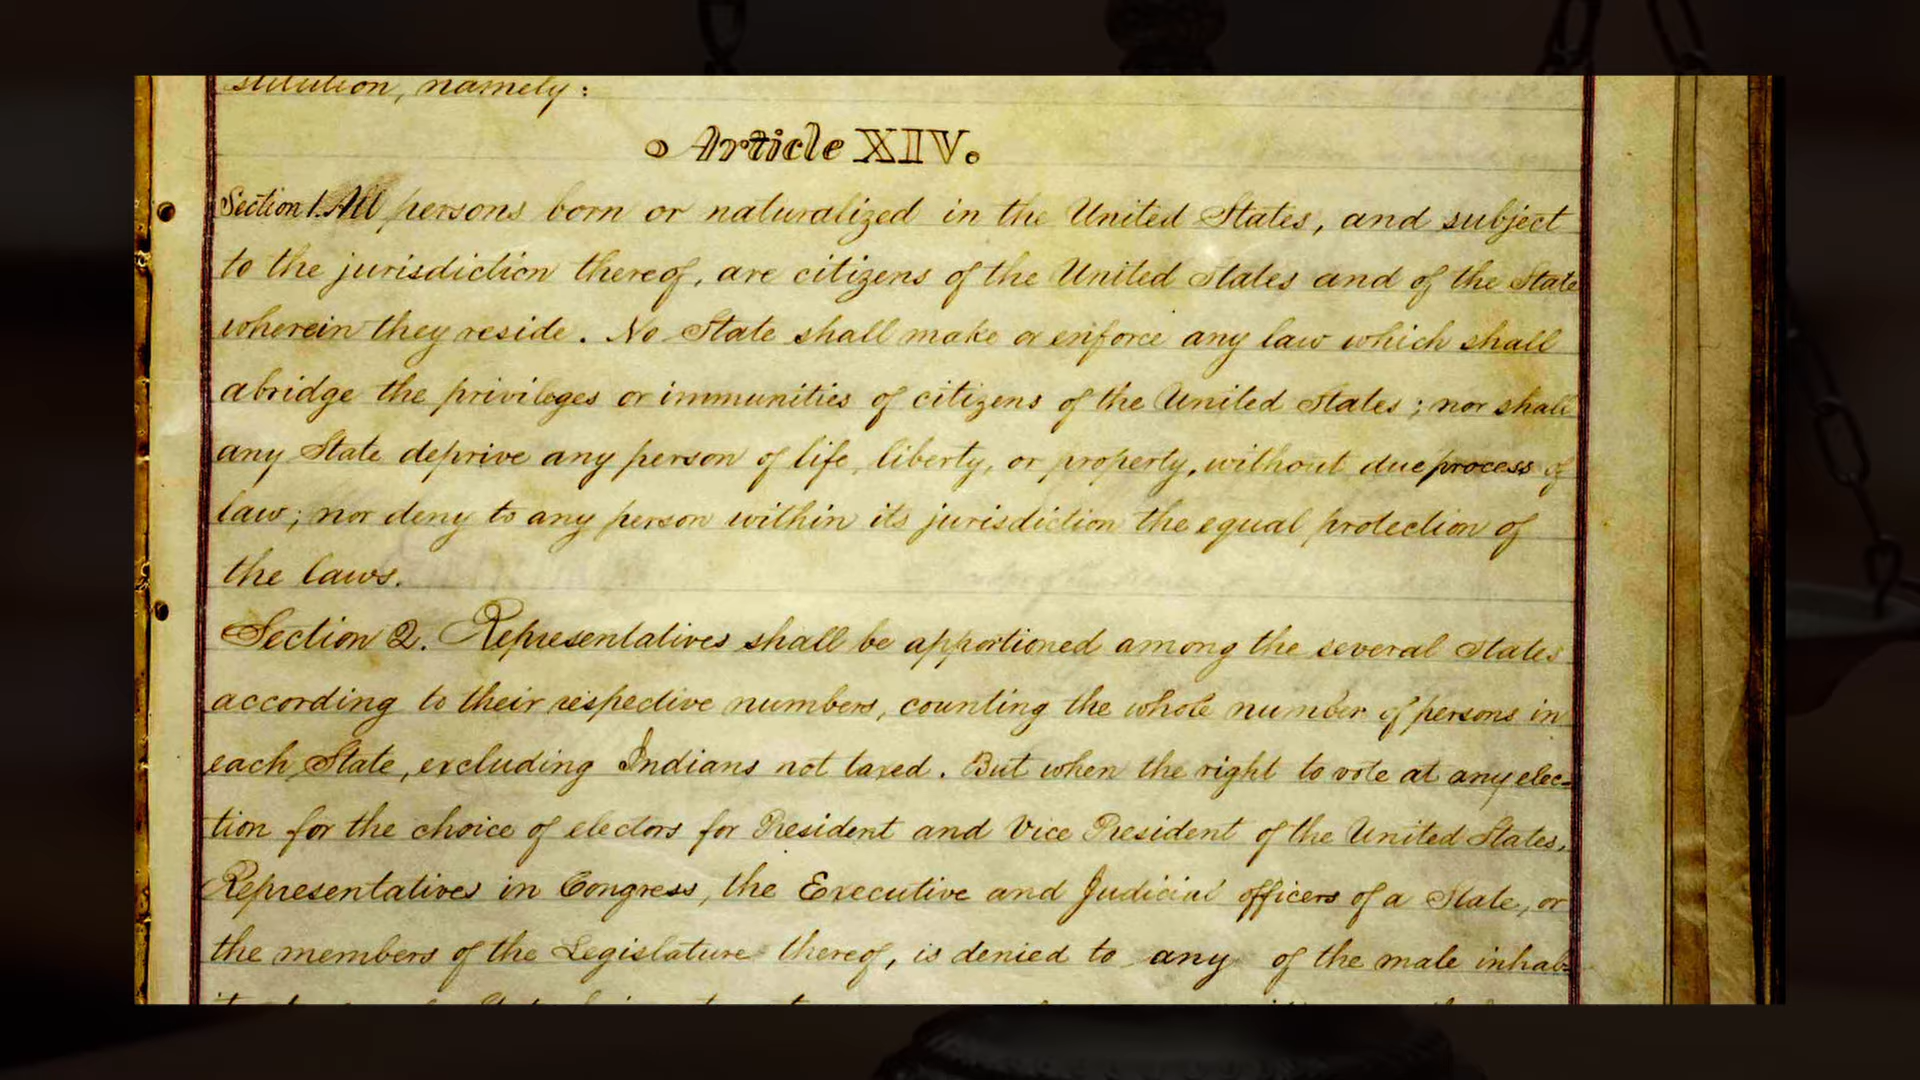 stitution, namely:
Article XIV.
Section 1. All persons born or naturalized in the United States, and subject
to the jurisdiction thereof, are citizens of the United States and of the State
wherein they reside. No State shall make or enforce any law which shall
abridge the privileges or immunities of citizens of the United States; nor shall
any State deprive any person of life, liberty, or property, without due process of
law; nor deny to any person within its jurisdiction the equal protection of
the laws.
Section 2. Representatives shall be apportioned among the several States
according to their respective numbers, counting the whole number of persons in
each State, excluding Indians not taxed. But when the right to vote at any elec-
tion for the choice of electors for President and Vice President of the United States,
Representatives in Congress, the Executive and Judicial officers of a State, or
the members of the Legislature thereof, is denied to any of the male inhab-